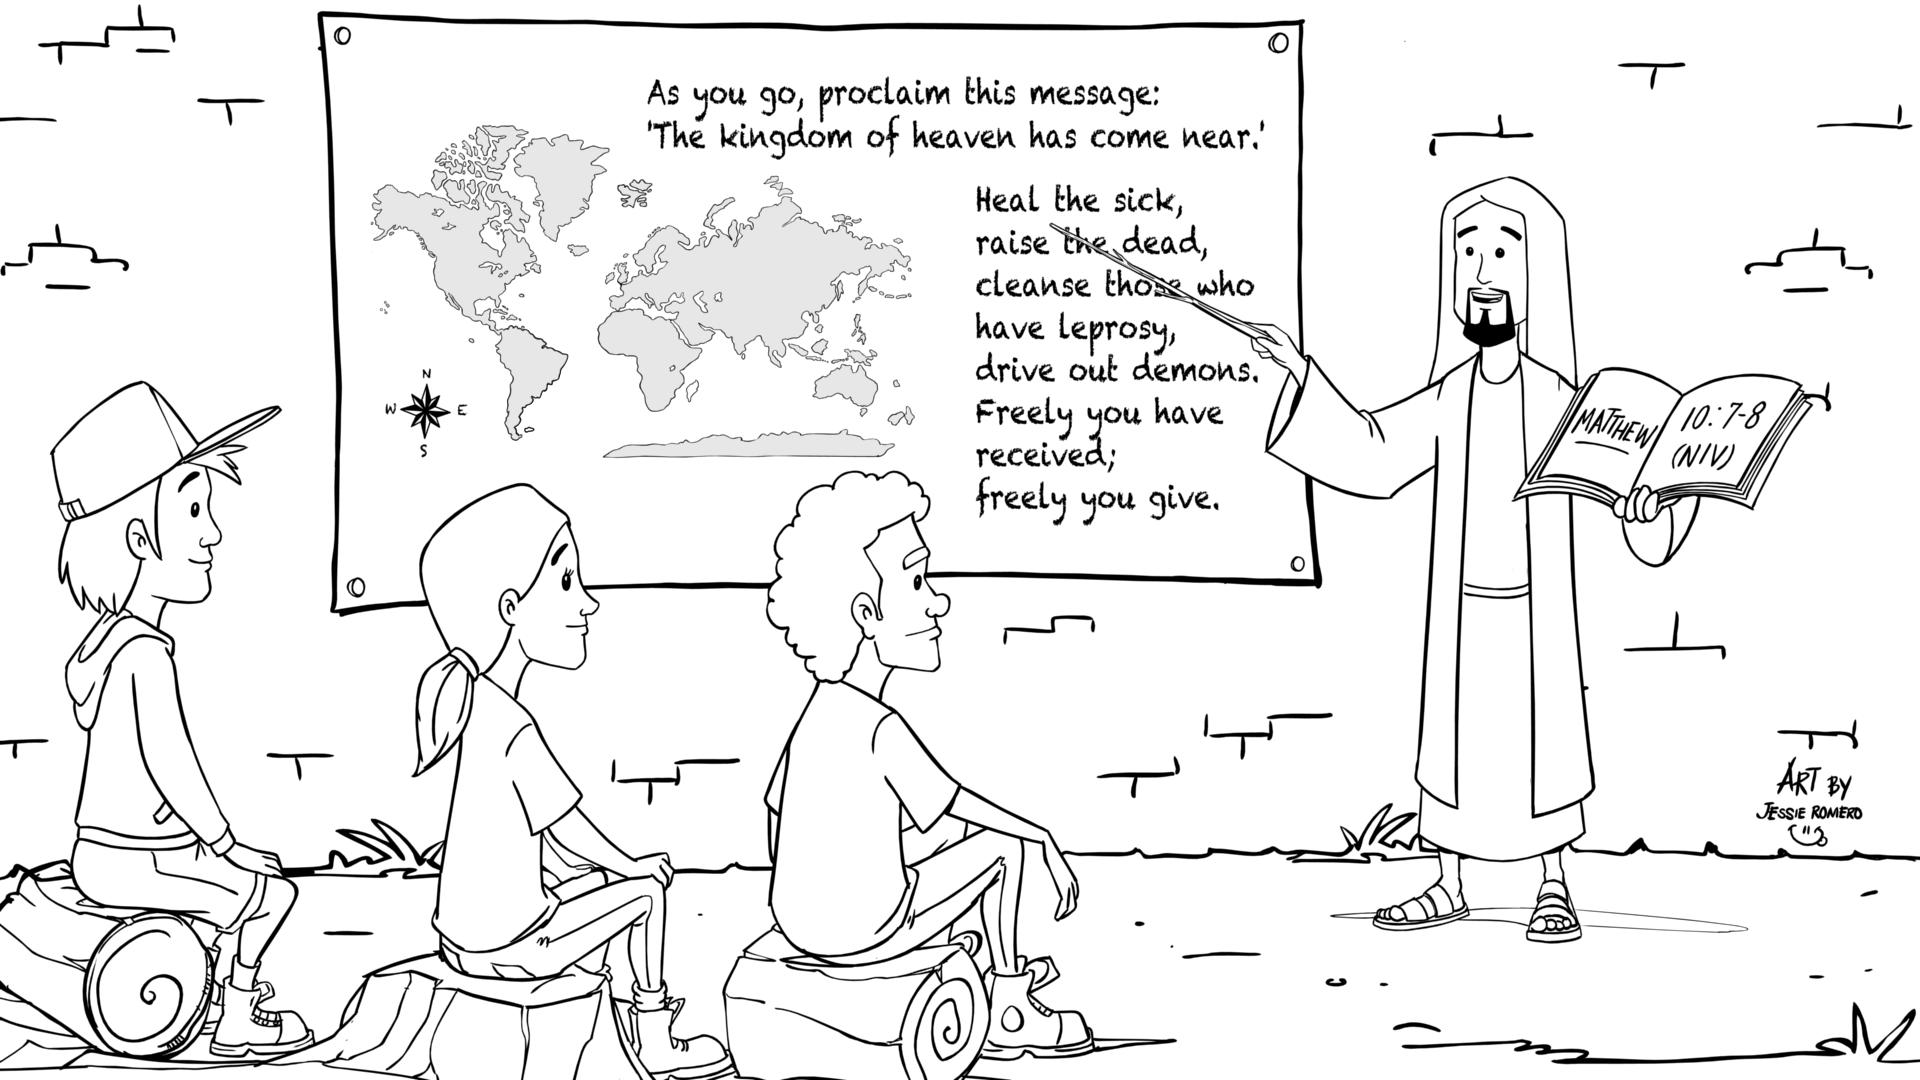 As you go, proclaim this message:
'The kingdom of heaven has come near.'
Heal the sick,
raise the dead,
cleanse those who
have leprosy,
drive out demons.
Freely you have
received;
freely you give.
N
W E
S
MATTHEW
10:7-8
(NIV)
ART BY
JESSIE ROMERO